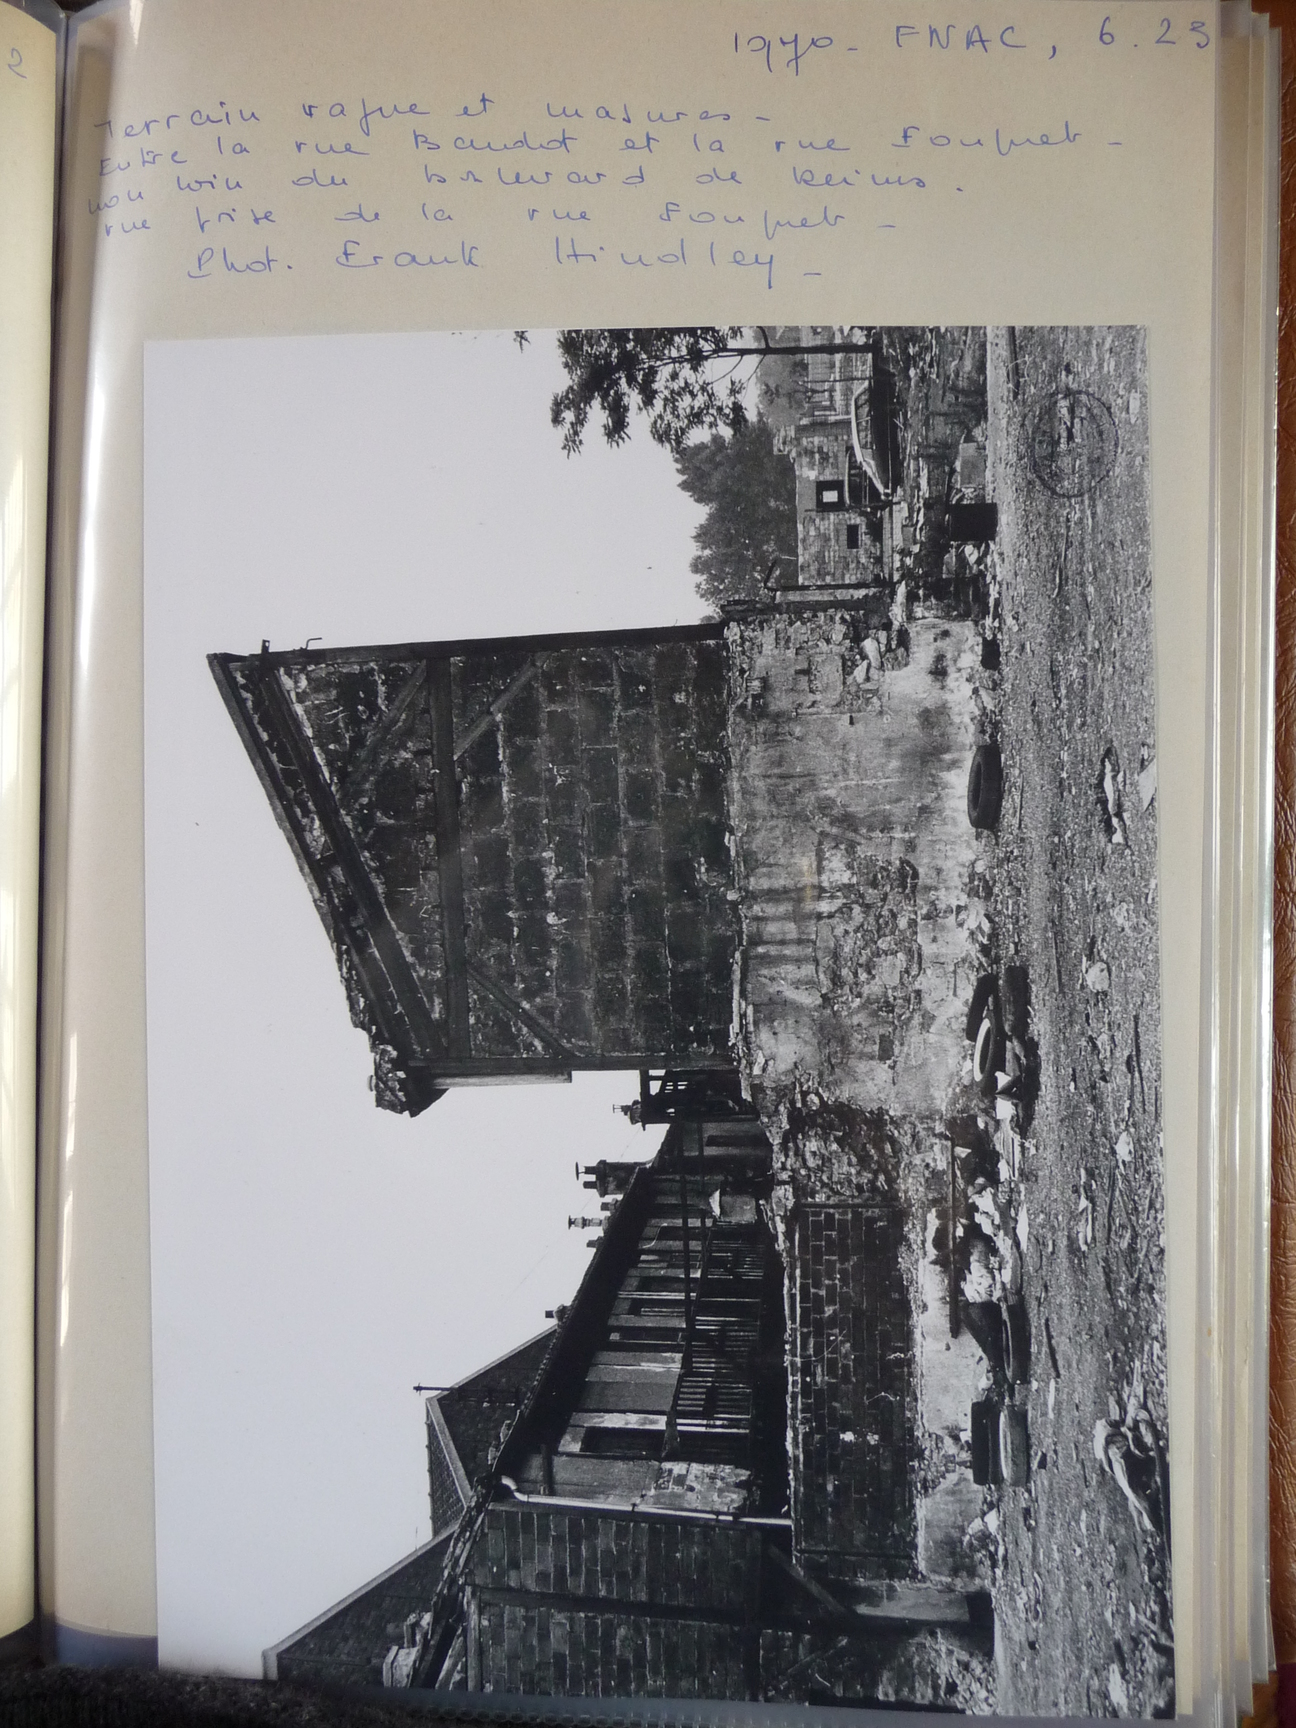 2
1970 - FNAC, 6.23
Terrain vague et masures -
Entre la rue Baudot et la rue Fouquet -
non loin du boulevard de Reims.
vue prise de la rue Fouquet -
Phot. Frank Hindley -